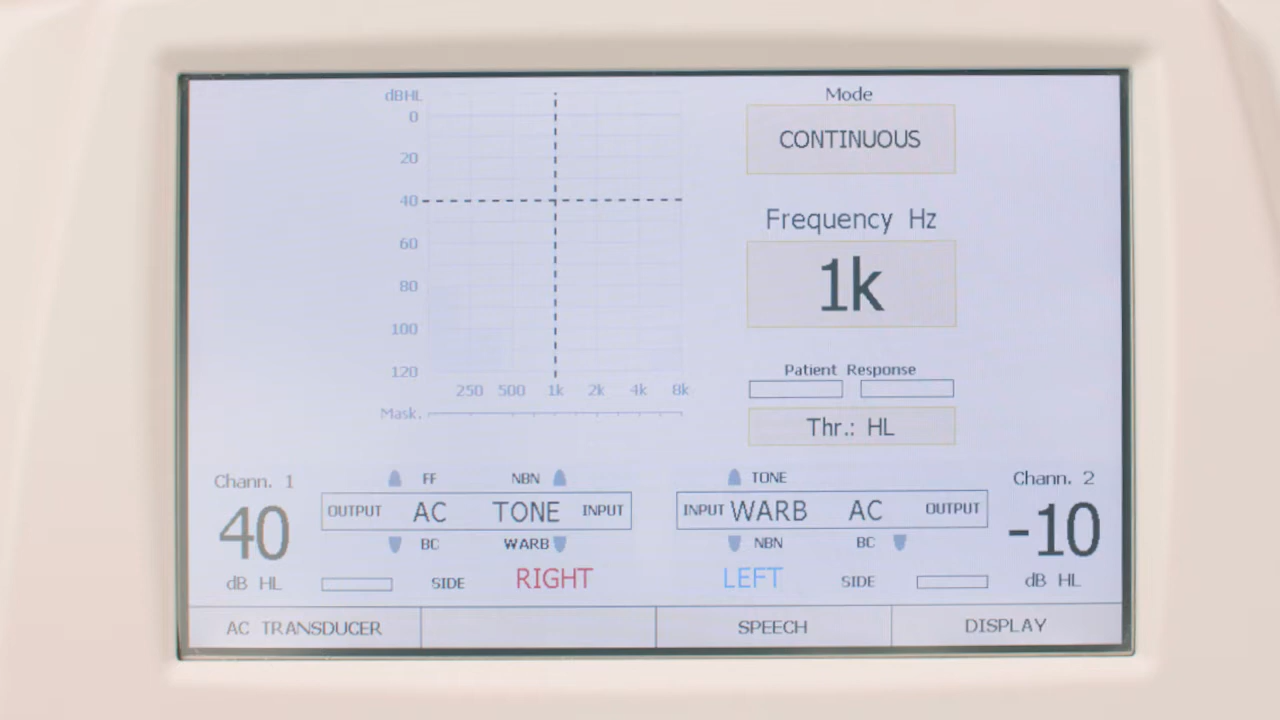 dBHL
0
20
40
60
80
100
120
250 500 1k 2k 4k 8k
Mask.
Mode
CONTINUOUS
Frequency Hz
1k
Patient Response
Thr.: HL
Chann. 1
40
dB HL
FF NBN
OUTPUT AC TONE INPUT
BC WARB
SIDE RIGHT
TONE
INPUT WARB AC OUTPUT
NBN BC
LEFT SIDE
Chann. 2
-10
dB HL
AC TRANSDUCER SPEECH DISPLAY